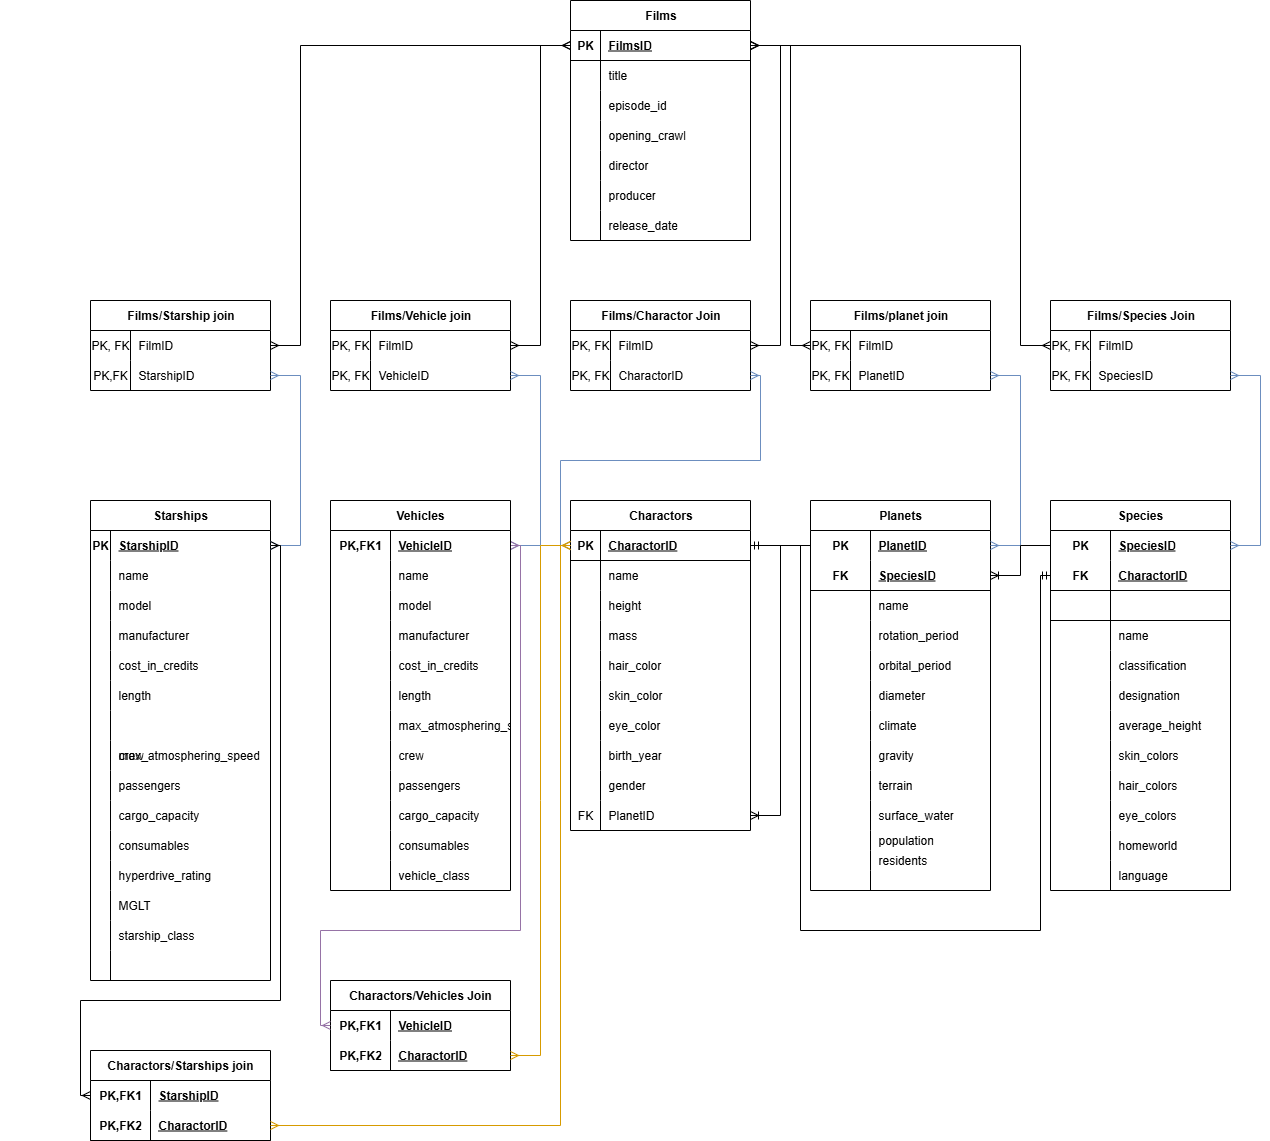 Films
PK FilmsID
title
episode_id
opening_crawl
director
producer
release_date
Films/Starship join
PK, FK FilmID
PK,FK StarshipID
Films/Vehicle join
PK, FK FilmID
PK, FK VehicleID
Films/Charactor Join
PK, FK FilmID
PK, FK CharactorID
Films/planet join
PK, FK FilmID
PK, FK PlanetID
Films/Species Join
PK, FK FilmID
PK, FK SpeciesID
Starships
PK StarshipID
name
model
manufacturer
cost_in_credits
length
crew
max_atmosphering_speed
passengers
cargo_capacity
consumables
hyperdrive_rating
MGLT
starship_class
Vehicles
PK,FK1 VehicleID
name
model
manufacturer
cost_in_credits
length
max_atmosphering_s
crew
passengers
cargo_capacity
consumables
vehicle_class
Charactors
PK CharactorID
name
height
mass
hair_color
skin_color
eye_color
birth_year
gender
FK PlanetID
Planets
PK PlanetID
FK SpeciesID
name
rotation_period
orbital_period
diameter
climate
gravity
terrain
surface_water
population
residents
Species
PK SpeciesID
FK CharactorID
name
classification
designation
average_height
skin_colors
hair_colors
eye_colors
homeworld
language
Charactors/Vehicles Join
PK,FK1 VehicleID
PK,FK2 CharactorID
Charactors/Starships join
PK,FK1 StarshipID
PK,FK2 CharactorID